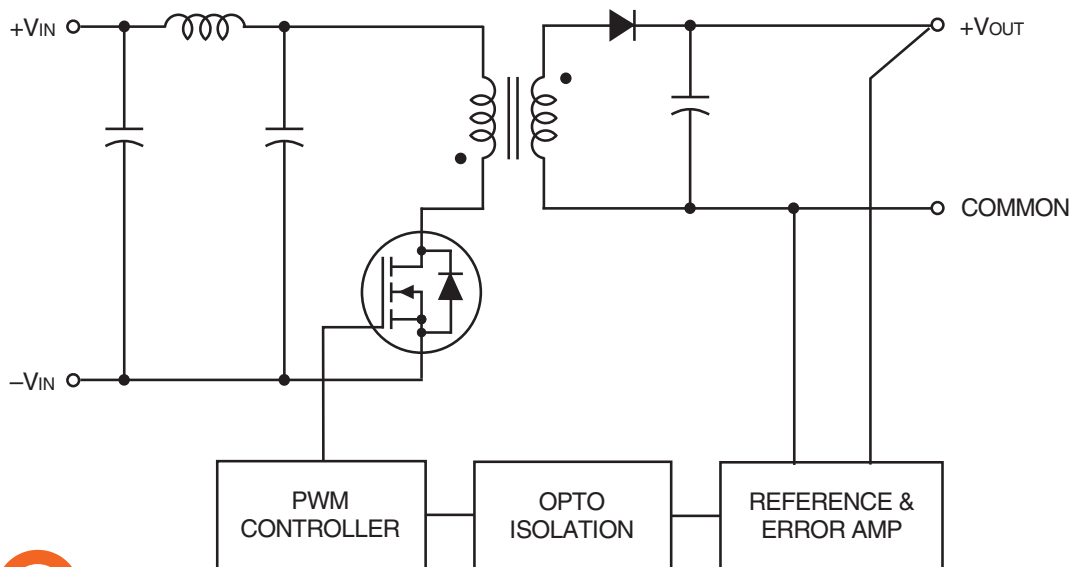 +VIN
+VOUT
COMMON
–VIN
PWM
CONTROLLER
OPTO
ISOLATION
REFERENCE &
ERROR AMP